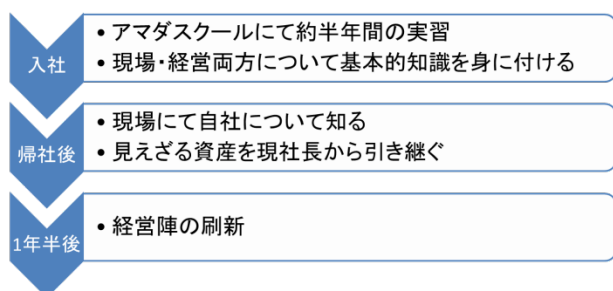 入社
• アマダスクールにて約半年間の実習
• 現場・経営両方について基本的知識を身に付ける
帰社後
• 現場にて自社について知る
• 見えざる資産を現社長から引き継ぐ
1年半後
• 経営陣の刷新